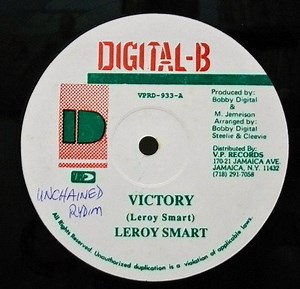 DIGITAL-B
VPRD-933-A
Produced by:
Bobby Digital
&
M. Jemeison
Arranged by:
Bobby Digital
Steelie & Cleevie
Distributed By:
V.P. RECORDS
170-21 JAMAICA AVE.
JAMAICA, N.Y. 11432
(718) 291-7058
D
VP
UNCHAINED
RYDIM
VICTORY
(Leroy Smart)
LEROY SMART
All Rights Reserved. Unauthorized duplication is a violation of applicable laws.